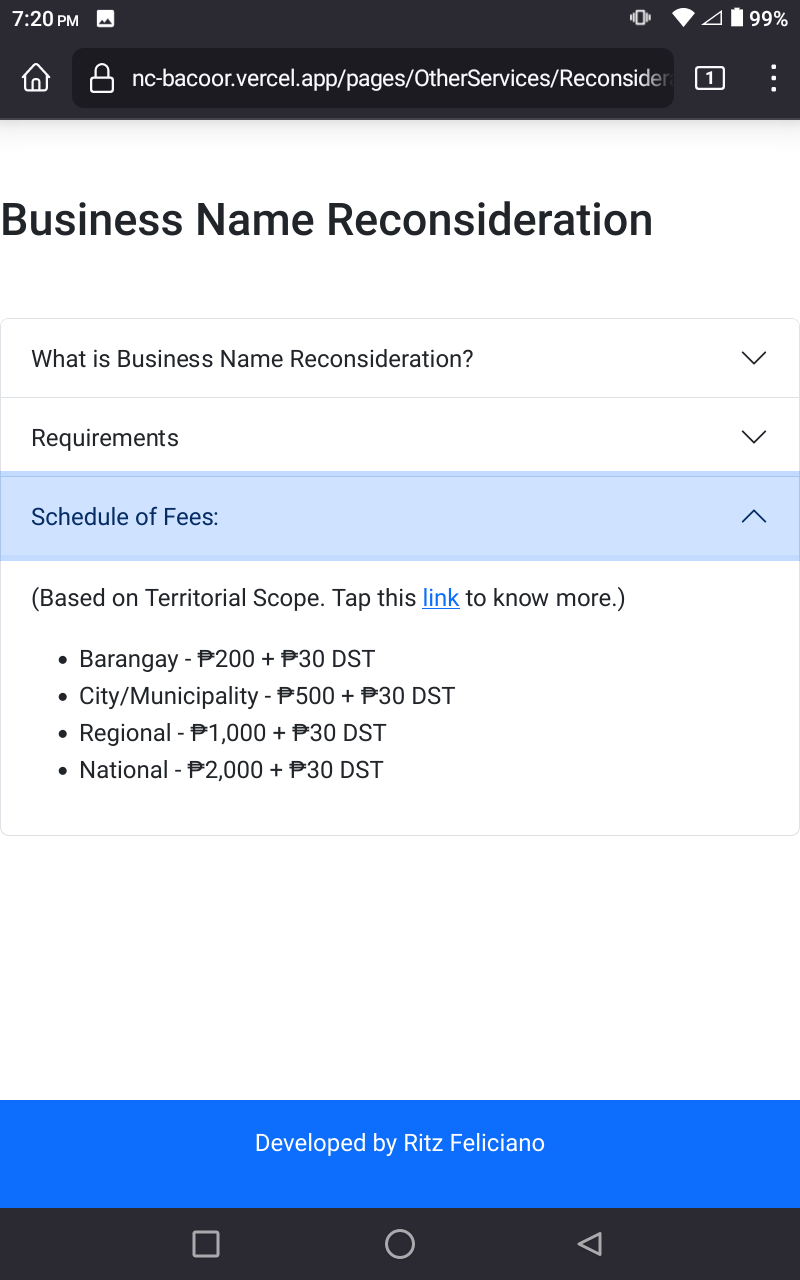 7:20 PM
99%
nc-bacoor.vercel.app/pages/OtherServices/Reconsider
1
Business Name Reconsideration
What is Business Name Reconsideration?
Requirements
Schedule of Fees:
(Based on Territorial Scope. Tap this link to know more.)
• Barangay - ₱200 + ₱30 DST
• City/Municipality - ₱500 + ₱30 DST
• Regional - ₱1,000 + ₱30 DST
• National - ₱2,000 + ₱30 DST
Developed by Ritz Feliciano